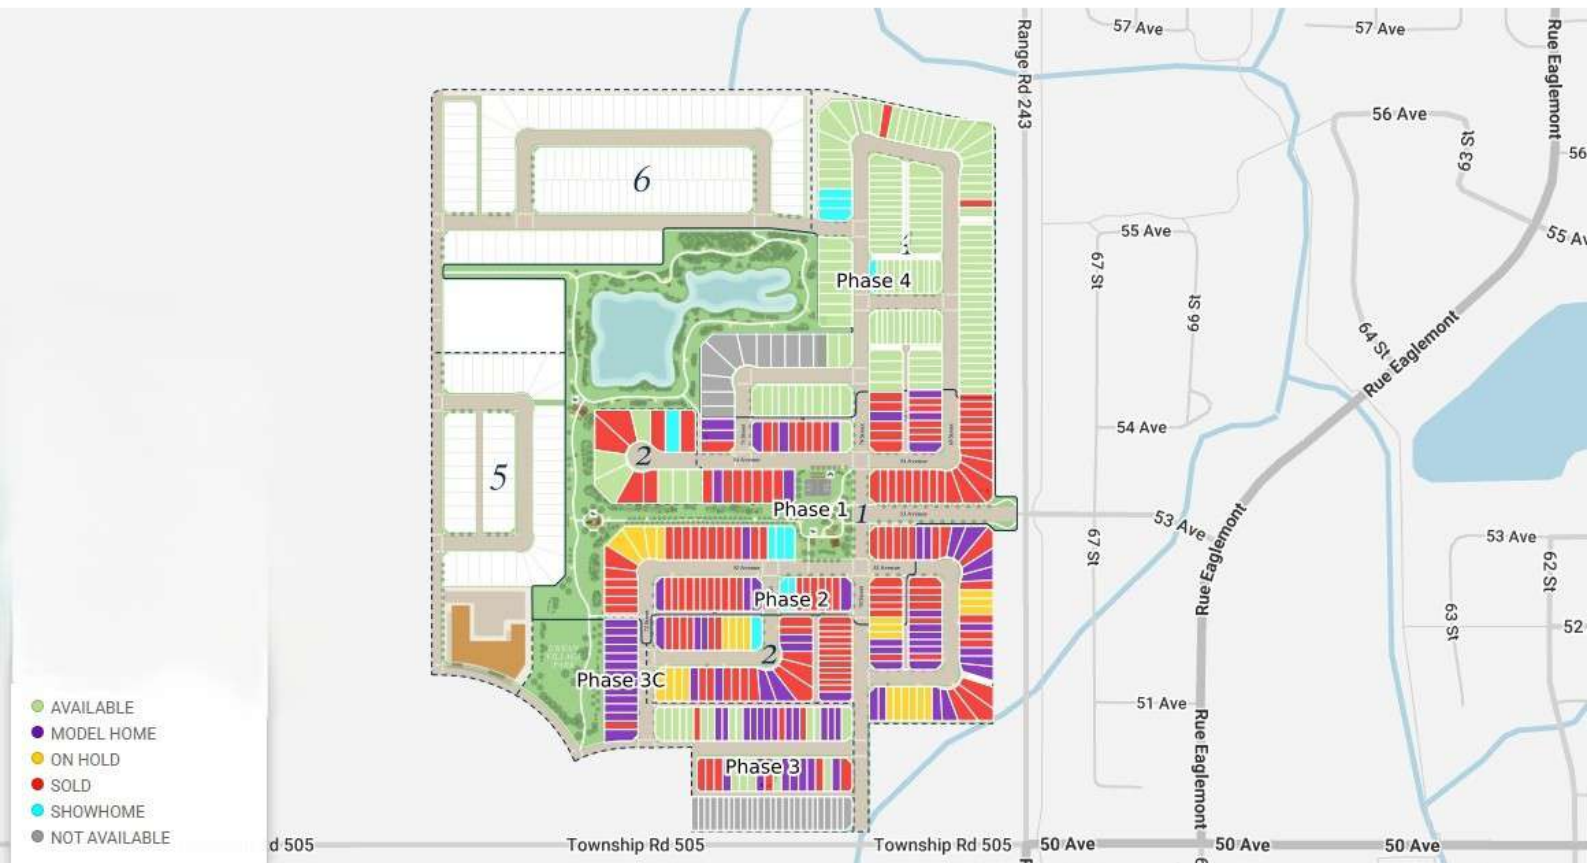 57 Ave
57 Ave
Rue Eaglemont
Range Rd 243
56 Ave
63 St
56
6
55 Ave
55 Av
67 St
Phase 4
66 St
64 St
Rue Eaglemont
54 Ave
2
5
Phase 1
1
53 Ave
53 Ave
67 St
Rue Eaglemont
62 St
Phase 2
63 St
52
2
Phase 3C
51 Ave
Rue Eaglemont
Phase 3
AVAILABLE
MODEL HOME
ON HOLD
SOLD
SHOWHOME
NOT AVAILABLE
d 505
Township Rd 505
Township Rd 505
50 Ave
50 Ave
50 Ave